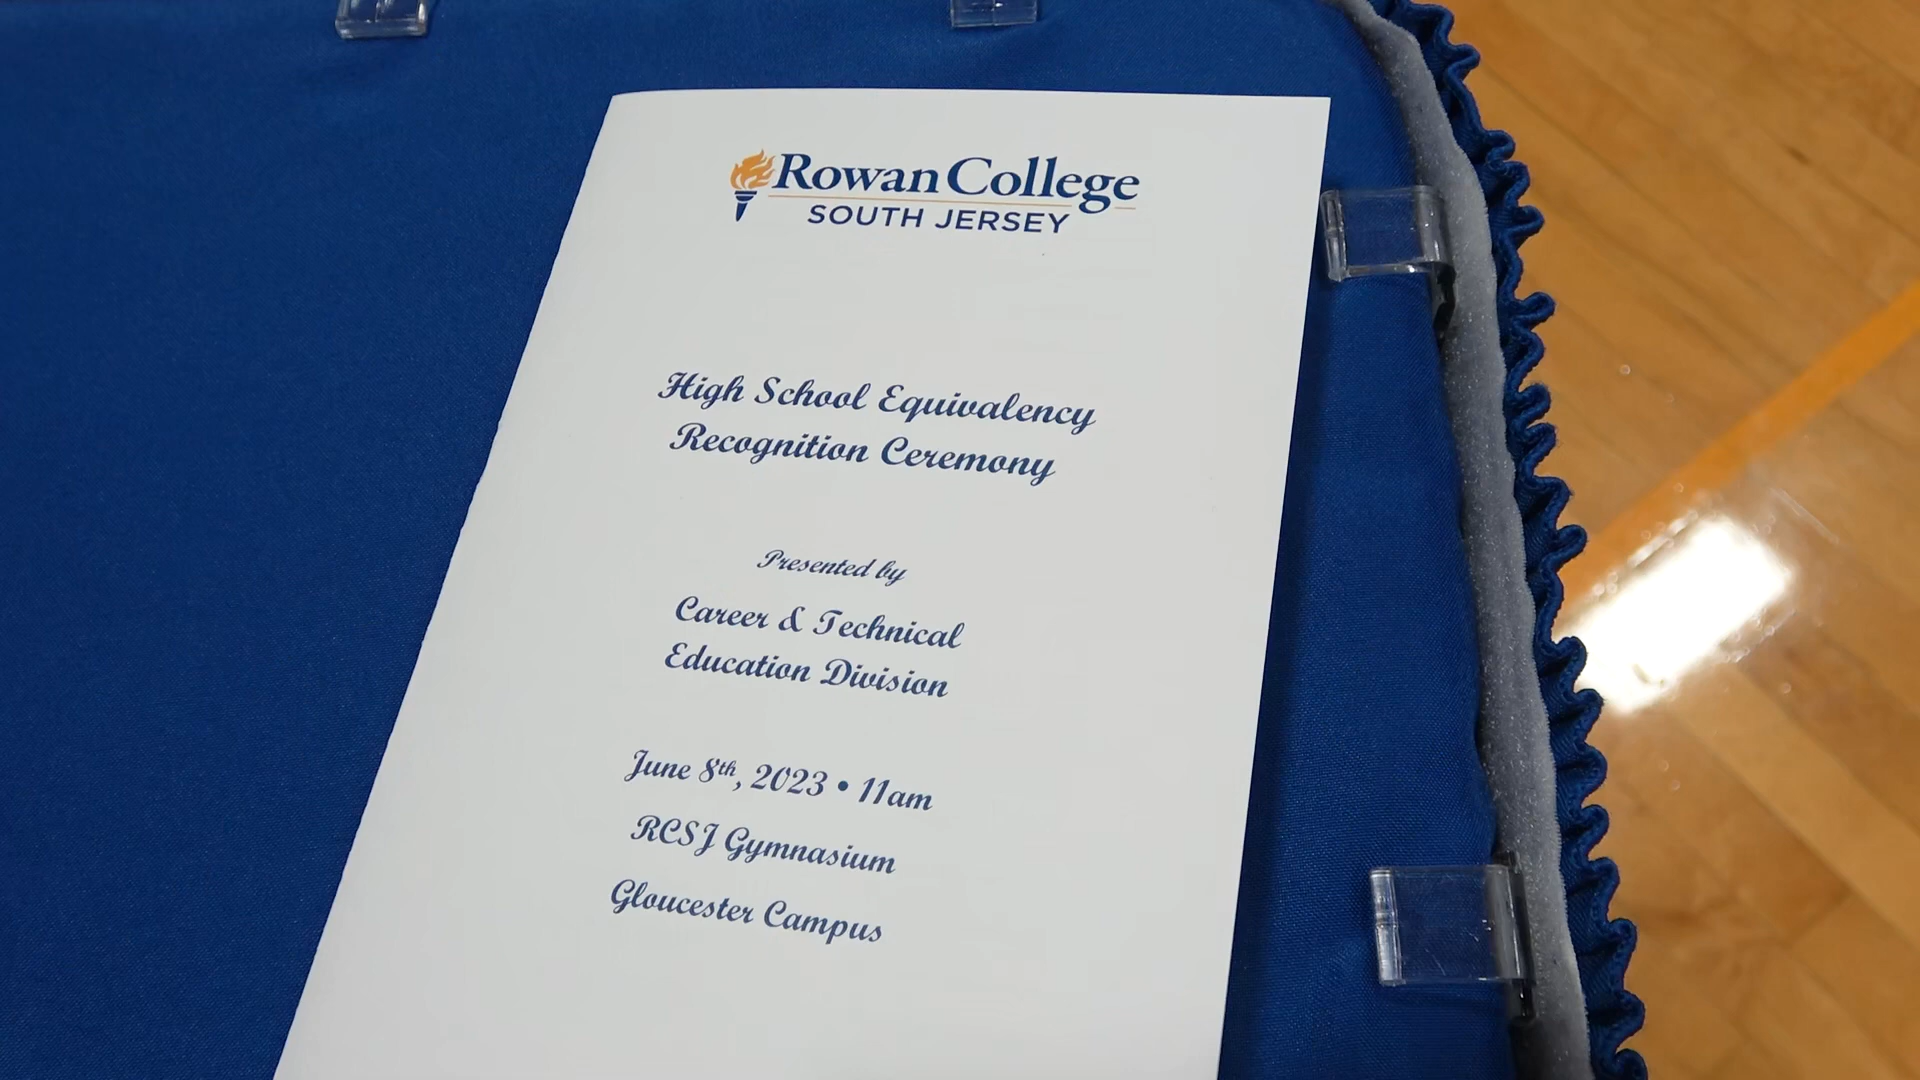 Rowan College
SOUTH JERSEY
High School Equivalency
Recognition Ceremony
Presented by
Career & Technical
Education Division
June 8th, 2023 • 11am
RCSJ Gymnasium
Gloucester Campus